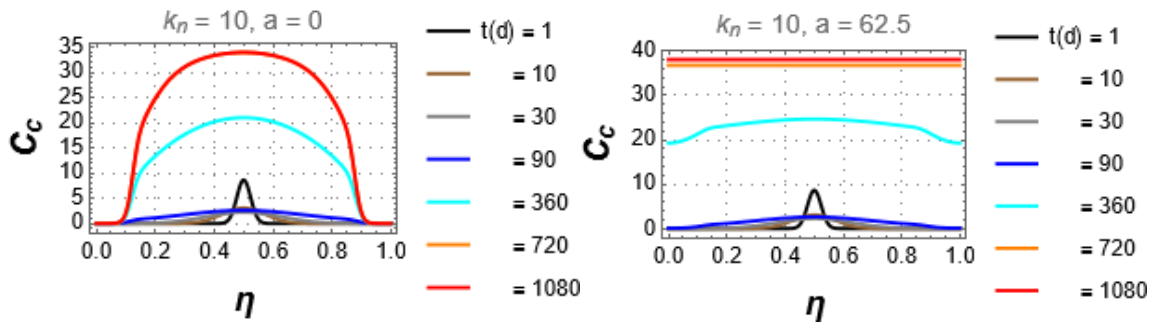 k_n = 10, a = 0
C_c
35
30
25
20
15
10
5
0
0.0 0.2 0.4 0.6 0.8 1.0
η
t(d) = 1
= 10
= 30
= 90
= 360
= 720
= 1080
k_n = 10, a = 62.5
C_c
40
30
20
10
0
0.0 0.2 0.4 0.6 0.8 1.0
η
t(d) = 1
= 10
= 30
= 90
= 360
= 720
= 1080